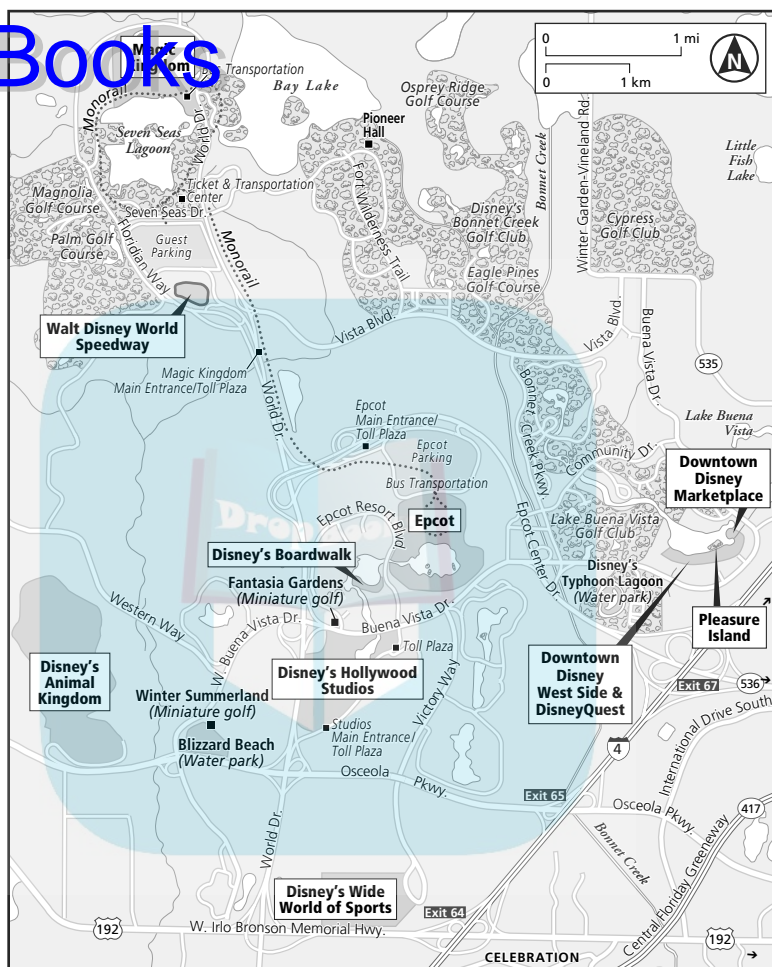 Books
Magic
Kingdom
Bus Transportation
Monorail
World Dr.
Bay Lake
Seven Seas
Lagoon
Osprey Ridge
Golf Course
0 1 mi
0 1 km
N
Pioneer
Hall
Bonnet Creek
Winter Garden-Vineland Rd.
Little
Fish
Lake
Magnolia
Golf Course
Ticket & Transportation
Center
Seven Seas Dr.
Fort Wilderness Trail
Disney's
Bonnet Creek
Golf Club
Cypress
Golf Club
Palm Golf
Course
Floridian Way
Guest
Parking
Monorail
Eagle Pines
Golf Course
Walt Disney World
Speedway
Vista Blvd.
Vista Blvd.
Buena Vista Dr.
535
Magic Kingdom
Main Entrance/Toll Plaza
World Dr.
Bonnet Creek Pkwy.
Epcot
Main Entrance/
Toll Plaza
Epcot
Parking
Lake Buena
Vista
Community Dr.
Bus Transportation
Downtown
Disney
Marketplace
Drop
Epcot Resort Blvd
Epcot
Epcot Center Dr.
Lake Buena Vista
Golf Club
Disney's Boardwalk
Fantasia Gardens
(Miniature golf)
Disney's
Typhoon Lagoon
(Water park)
Western Way
W. Buena Vista Dr.
Buena Vista Dr.
Pleasure
Island
Toll Plaza
Disney's
Animal
Kingdom
Disney's Hollywood
Studios
Downtown
Disney
West Side &
DisneyQuest
Exit 67
536
Winter Summerland
(Miniature golf)
Victory Way
Blizzard Beach
(Water park)
Studios
Main Entrance/
Toll Plaza
4
International Drive South
Osceola Pkwy.
Exit 65
Osceola Pkwy.
417
World Dr.
Bonnet Creek
Central Floriday Greeneway
Disney's Wide
World of Sports
Exit 64
192
W. Irlo Bronson Memorial Hwy.
192
CELEBRATION